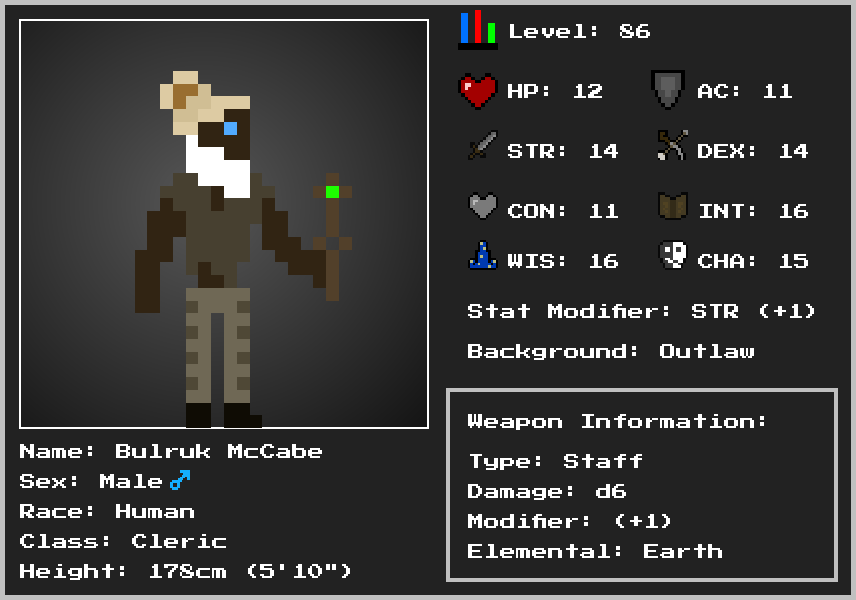 Level: 86
HP: 12
AC: 11
STR: 14
DEX: 14
CON: 11
INT: 16
WIS: 16
CHA: 15
Stat Modifier: STR (+1)
Background: Outlaw
Weapon Information:
Type: Staff
Damage: d6
Modifier: (+1)
Elemental: Earth
Name: Bulruk McCabe
Sex: Male♂
Race: Human
Class: Cleric
Height: 178cm (5'10")